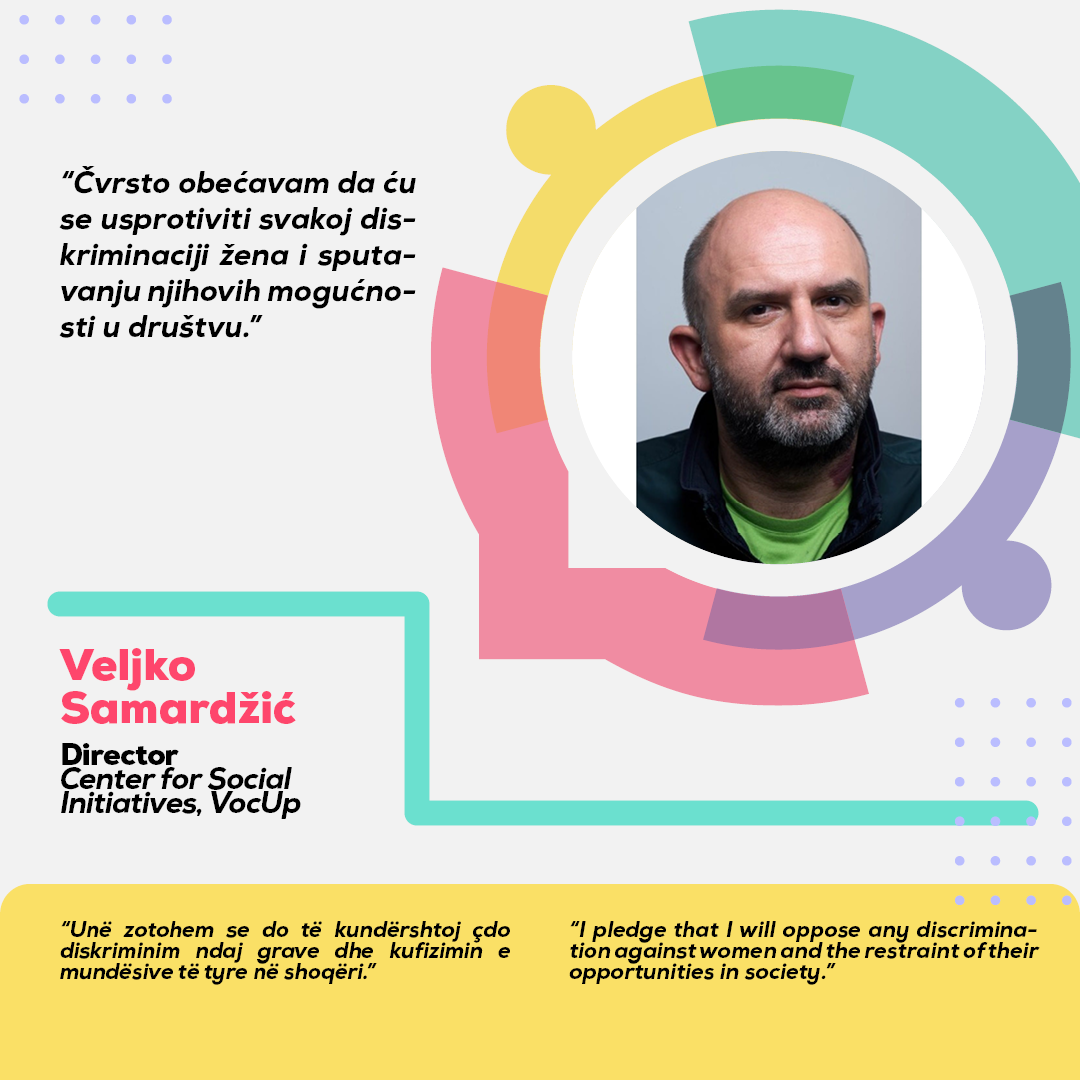 “Čvrsto obećavam da ću
se usprotiviti svakoj dis-
kriminaciji žena i sputa-
vanju njihovih mogućno-
sti u društvu.”
Veljko
Samardžić
Director
Center for Social
Initiatives, VocUp
“Unë zotohem se do të kundërshtoj çdo
diskriminim ndaj grave dhe kufizimin e
mundësive të tyre në shoqëri.”
“I pledge that I will oppose any discrimina-
tion against women and the restraint of their
opportunities in society.”